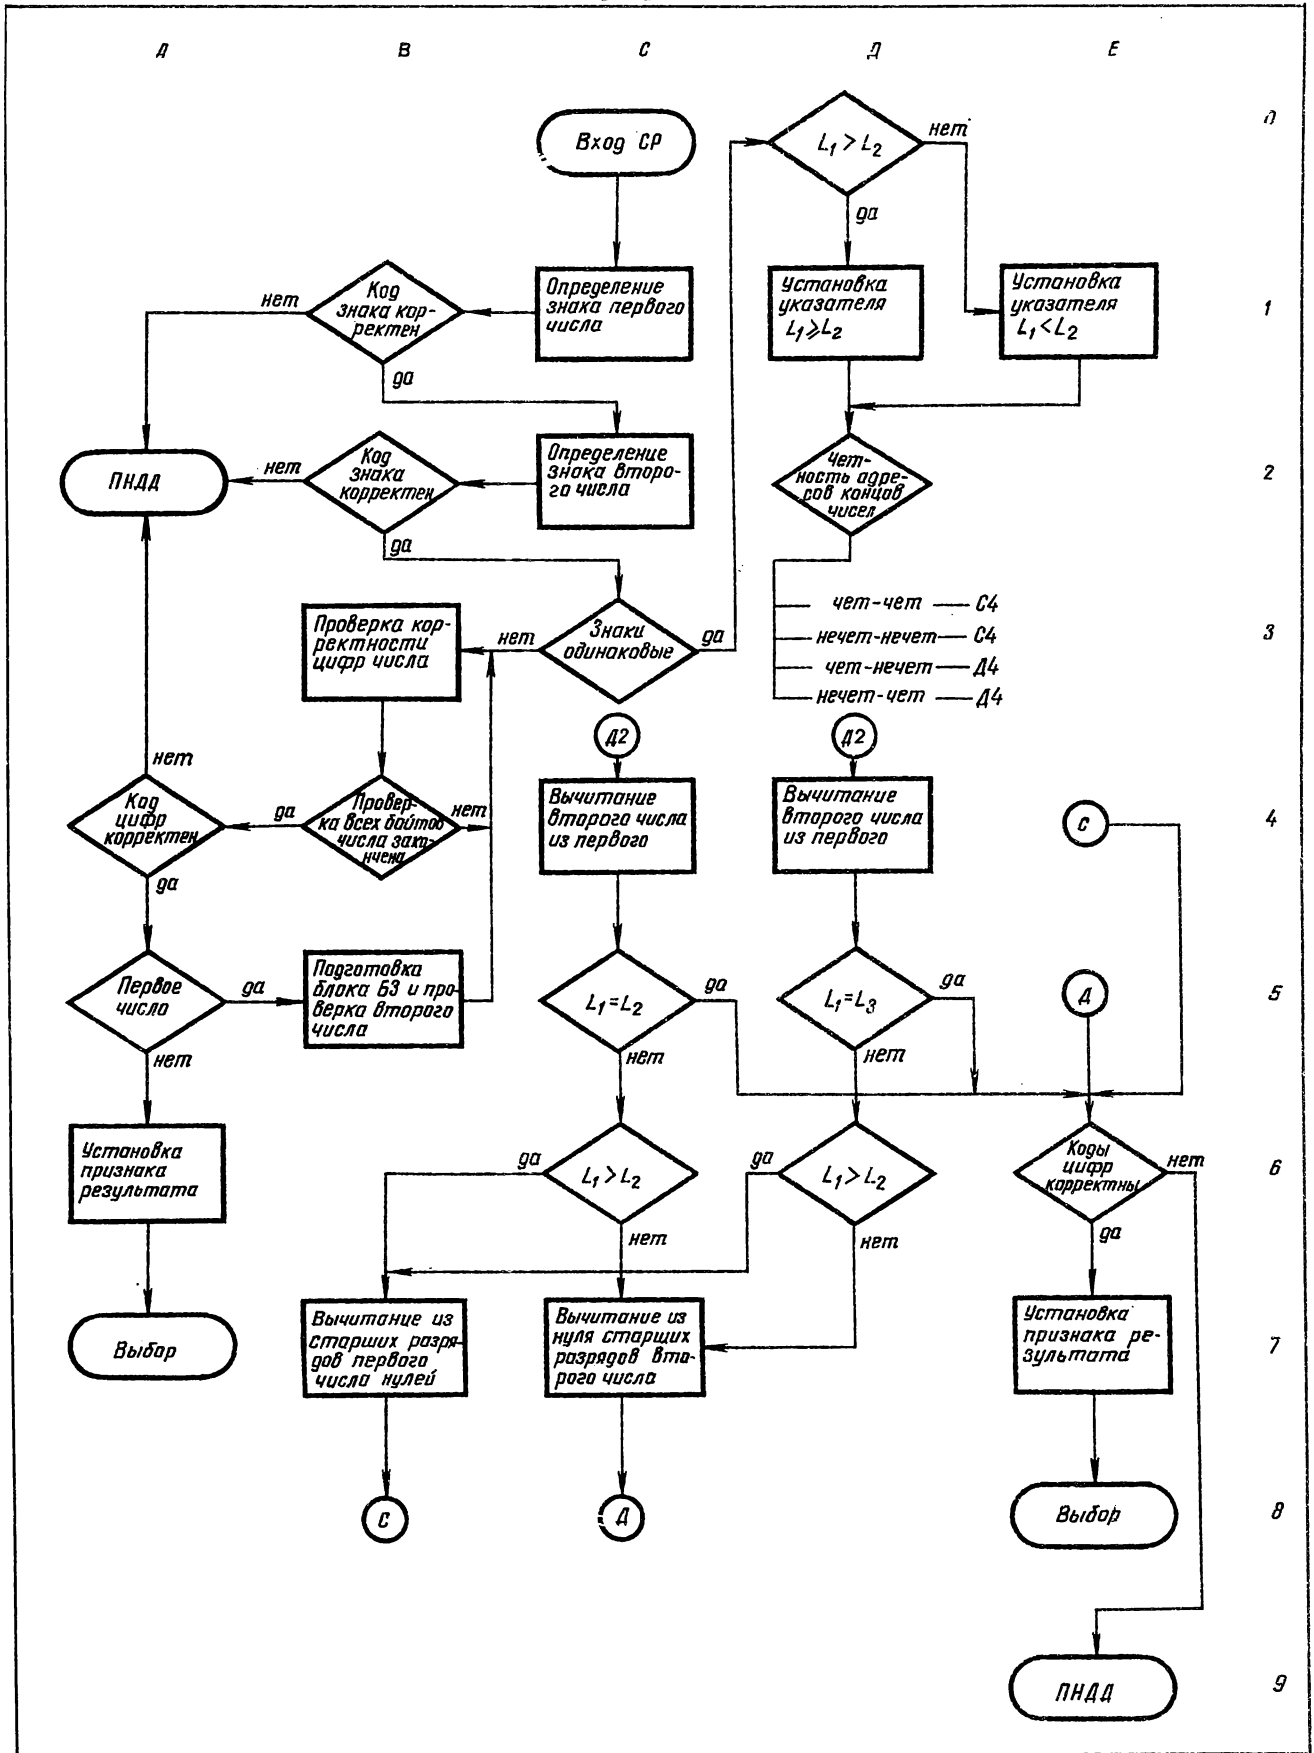 А
В
С
Д
Е
0
Вход СР
L₁ > L₂
нет
да
нет
Код
знака кор-
ректен
Определение
знака первого
числа
Установка
указателя
L₁⩾L₂
Установка
указателя
L₁<L₂
1
да
ПНДД
нет
Код
знака
корректен
Определение
знака второ-
го числа
Чет-
ность адре-
сов концов
чисел
2
да
Проверка кор-
ректности
цифр числа
нет
Знаки
одинаковые
да
чет-чет — С4
нечет-нечет — С4
чет-нечет — Д4
нечет-чет — Д4
3
Д2
Д2
нет
Код
цифр
корректен
да
Провер-
ка всех байтов
числа зако-
нчена
нет
Вычитание
второго числа
из первого
Вычитание
второго числа
из первого
С
4
да
Первое
число
да
Подготовка
блока БЗ и про-
верка второго
числа
L₁=L₂
да
L₁=L₃
да
Д
5
нет
нет
нет
Установка
признака
результата
да
L₁ > L₂
да
L₁ > L₂
Коды
цифр
корректны
нет
6
нет
нет
да
Выбор
Вычитание из
старших разря-
дов первого
числа нулей
Вычитание из
нуля старших
разрядов вто-
рого числа
Установка
признака ре-
зультата
7
С
Д
Выбор
8
ПНДД
9